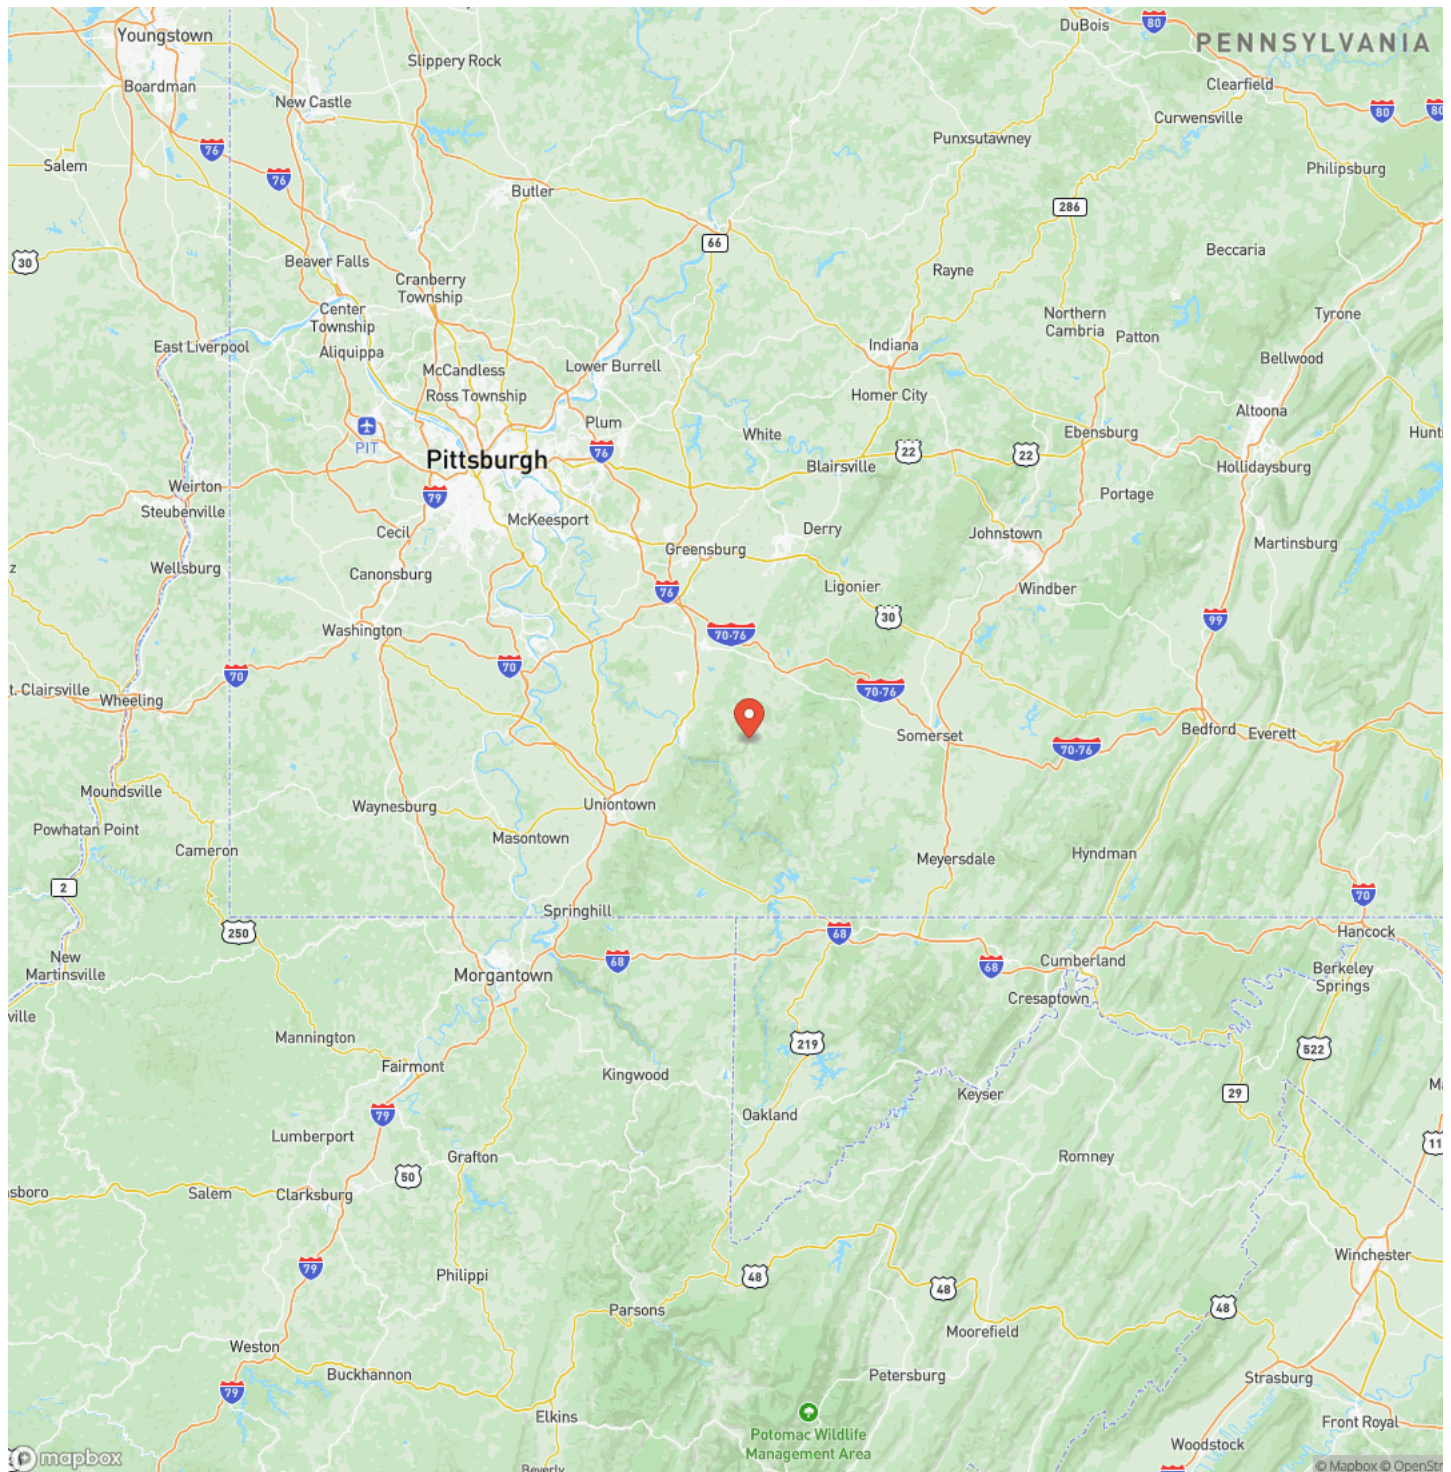 Youngstown
DuBois
80
PENNSYLVANIA
Slippery Rock
Boardman
Clearfield
New Castle
80
80
Curwensville
Punxsutawney
76
Salem
76
Philipsburg
Butler
286
66
Beccaria
30
Beaver Falls
Rayne
Cranberry
Township
Center
Township
Northern
Cambria
Tyrone
Patton
East Liverpool
Aliquippa
Indiana
Bellwood
McCandless
Lower Burrell
Ross Township
Homer City
Altoona
Plum
White
Ebensburg
Hunti
PIT
76
22
22
Pittsburgh
Blairsville
Hollidaysburg
Weirton
79
Portage
Steubenville
McKeesport
Cecil
Derry
Johnstown
Martinsburg
Greensburg
z
Wellsburg
Canonsburg
Ligonier
Windber
76
30
99
Washington
70-76
70
70
t. Clairsville
70-76
Wheeling
Somerset
Bedford
Everett
70-76
Moundsville
Waynesburg
Uniontown
Powhatan Point
Masontown
Cameron
Meyersdale
Hyndman
2
70
Springhill
250
68
Hancock
New
Martinsville
68
Cumberland
68
Morgantown
Berkeley
Springs
Cresaptown
ville
Mannington
219
522
Fairmont
Kingwood
Ma
Keyser
29
79
Oakland
Lumberport
11
Grafton
Romney
50
nsboro
Salem
Clarksburg
Winchester
79
Philippi
48
48
48
Parsons
Moorefield
Weston
Buckhannon
Petersburg
Strasburg
79
Elkins
Front Royal
Potomac Wildlife
Management Area
Woodstock
mapbox
Beverly
© Mapbox © OpenStr